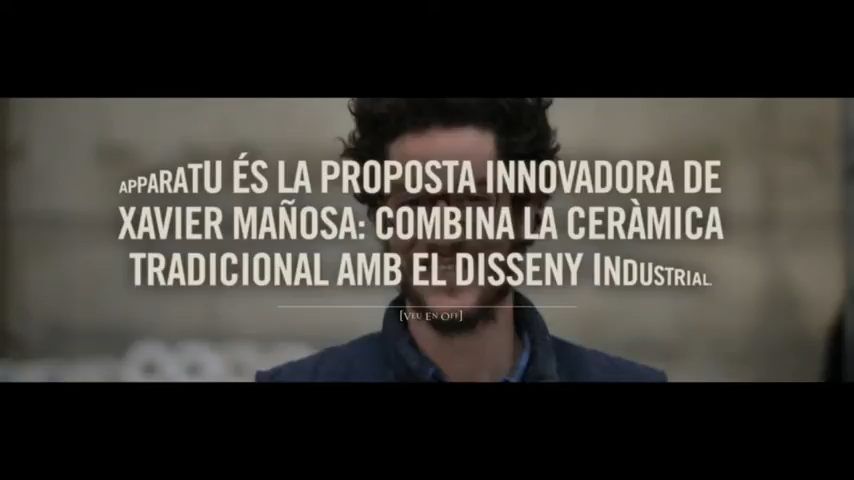 APPARATU ÉS LA PROPOSTA INNOVADORA DE
XAVIER MAÑOSA: COMBINA LA CERÀMICA
TRADICIONAL AMB EL DISSENY INDUSTRIAL.
[VEU EN OFF]